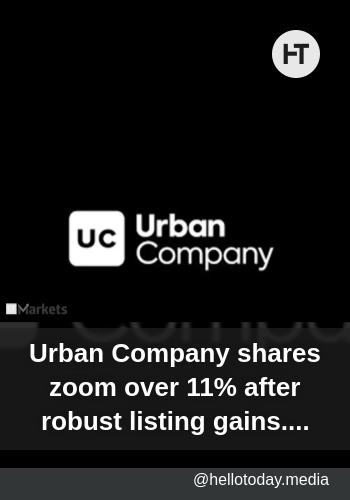 HT
UC
Urban
Company
Markets
Urban Company shares
zoom over 11% after
robust listing gains....
@hellotoday.media